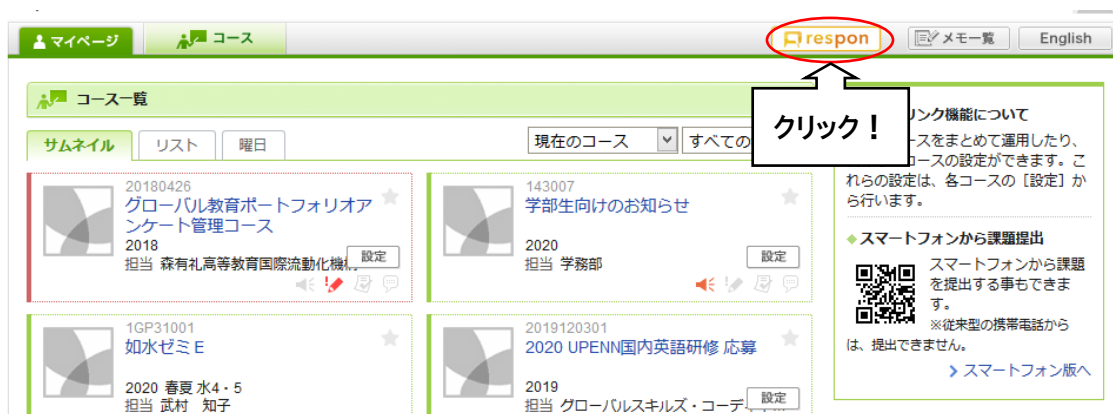 マイページ
コース
respon
メモ一覧
English
クリック！
コース一覧
サムネイル
リスト
曜日
現在のコース
すべての
20180426
グローバル教育ポートフォリオア
ンケート管理コース
2018
担当 森有礼高等教育国際流動化機構
設定
143007
学部生向けのお知らせ
2020
担当 学務部
設定
1GP31001
如水ゼミE
2020 春夏 水4・5
担当 武村 知子
2019120301
2020 UPENN国内英語研修 応募
2019
担当 グローバルスキルズ・コーデ
設定
リンク機能について
ースをまとめて運用したり、
コースの設定ができます。こ
れらの設定は、各コースの［設定］か
ら行います。
スマートフォンから課題提出
スマートフォンから課題
を提出する事もできま
す。
※従来型の携帯電話から
は、提出できません。
スマートフォン版へ